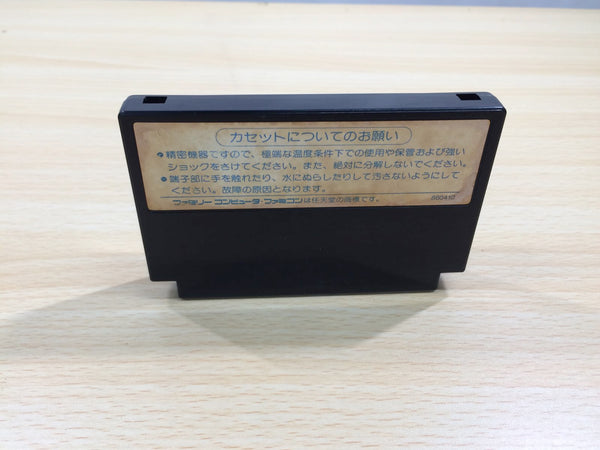 カセットについてのお願い
●精密機器ですので、極端な温度条件下での使用や保管および強い
ショックをさけてください。また、絶対に分解しないでください。
●端子部に手を触れたり、水にぬらしたりして汚さないようにして
ください。故障の原因となります。
ファミリーコンピュータ・ファミコンは任天堂の商標です。
860410